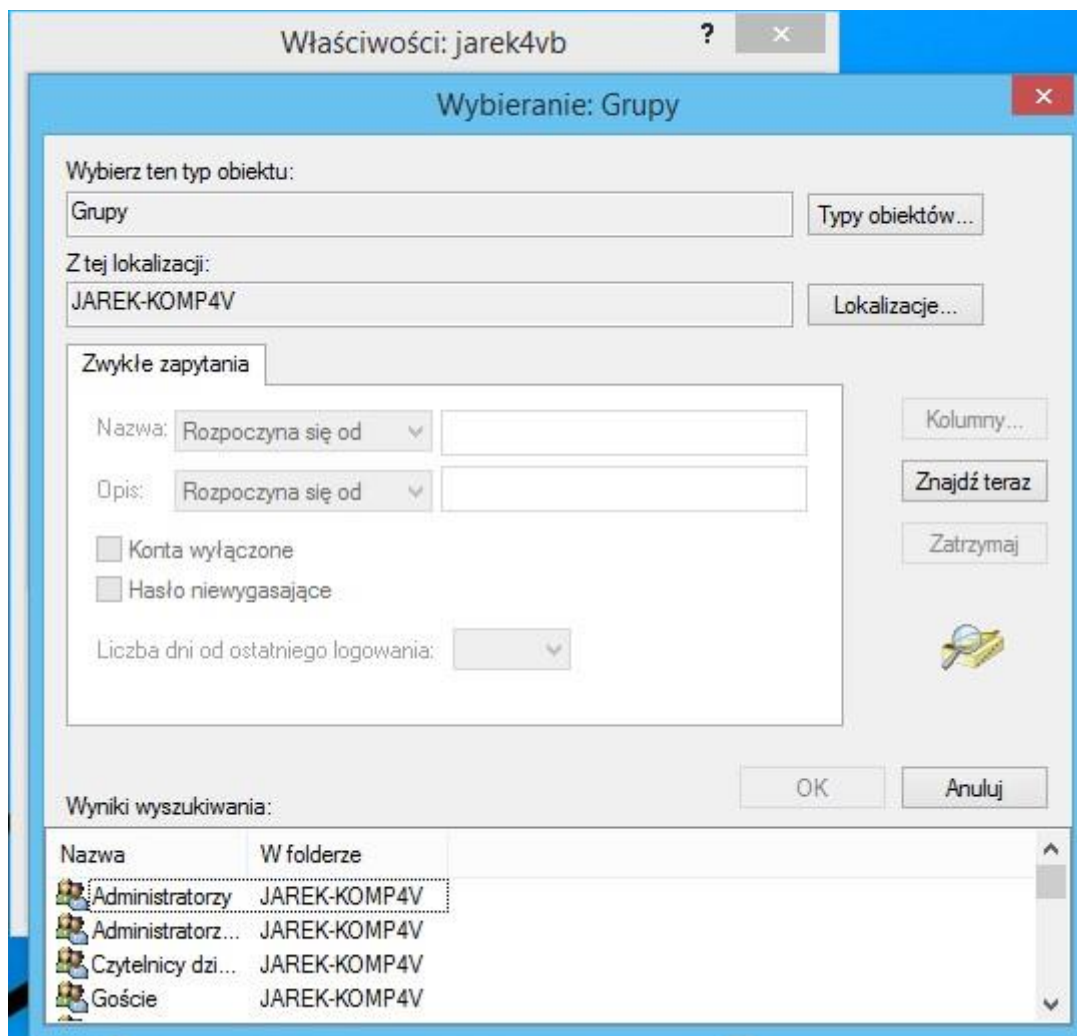 Właściwości: jarek4vb
?
Wybieranie: Grupy
Wybierz ten typ obiektu:
Grupy
Typy obiektów...
Z tej lokalizacji:
JAREK-KOMP4V
Lokalizacje...
Zwykłe zapytania
Nazwa: Rozpoczyna się od
Kolumny...
Opis: Rozpoczyna się od
Znajdź teraz
Konta wyłączone
Zatrzymaj
Hasło niewygasające
Liczba dni od ostatniego logowania:
OK
Anuluj
Wyniki wyszukiwania:
Nazwa W folderze
Administratorzy JAREK-KOMP4V
Administratorz... JAREK-KOMP4V
Czytelnicy dzi... JAREK-KOMP4V
Goście JAREK-KOMP4V